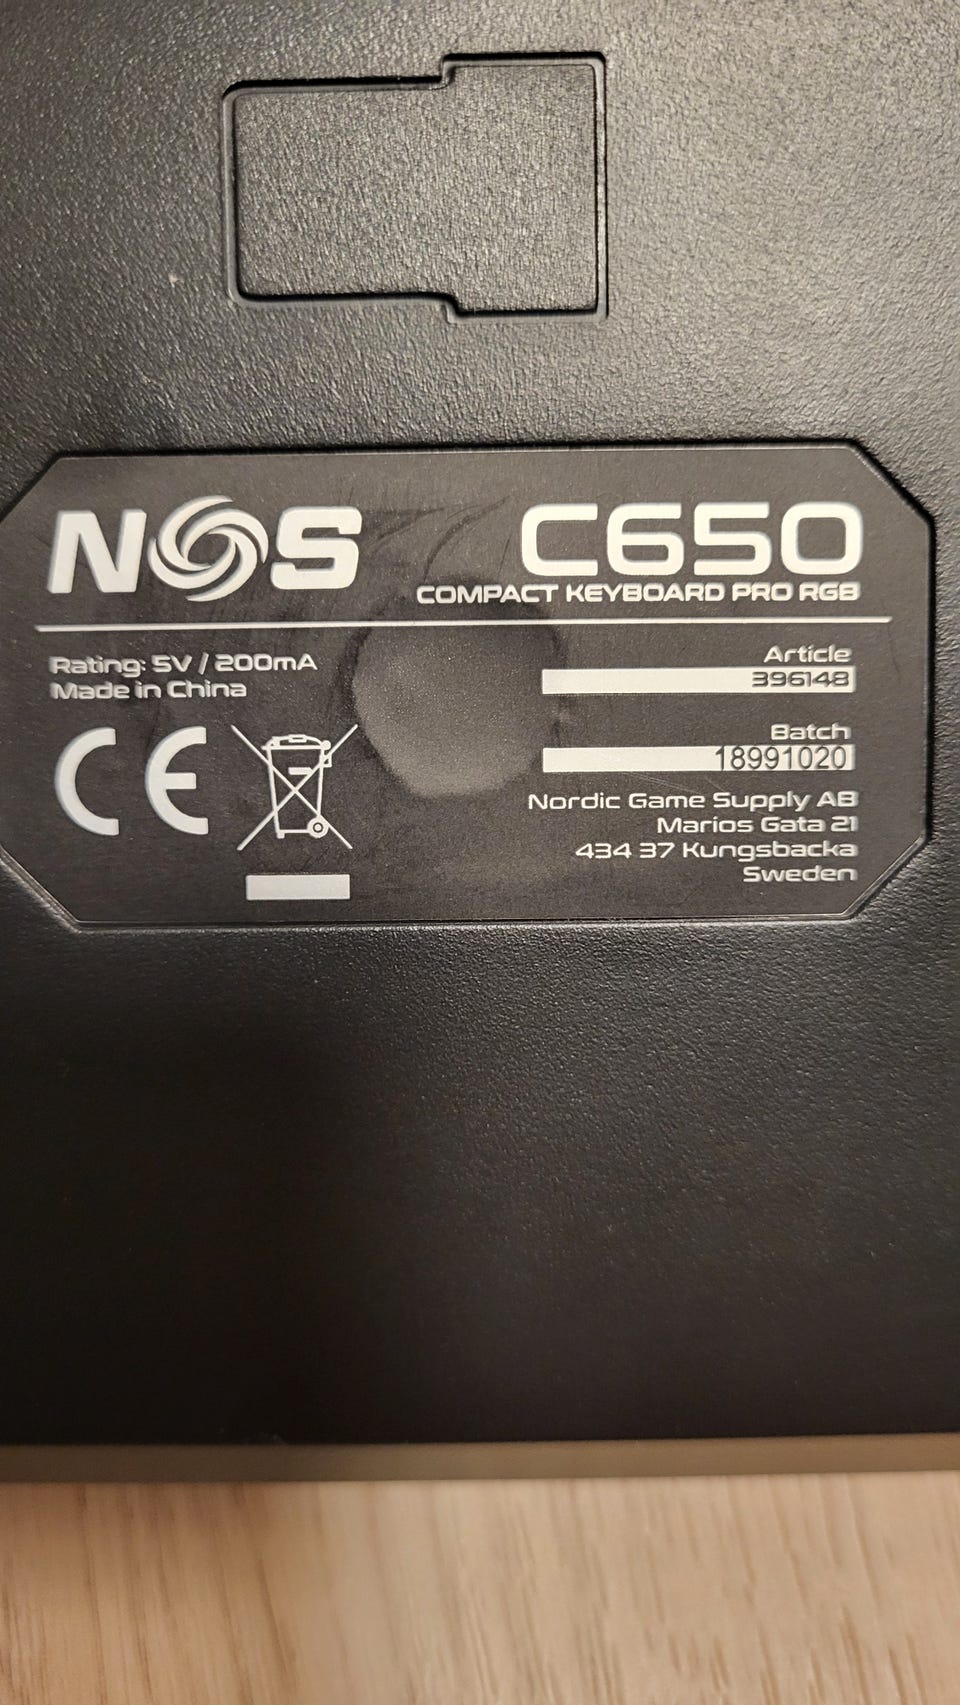 NOS
C650
COMPACT KEYBOARD PRO RGB
Rating: 5V / 200mA
Made in China
CE
Article
396148
Batch
18991020
Nordic Game Supply AB
Marios Gata 21
434 37 Kungsbacka
Sweden